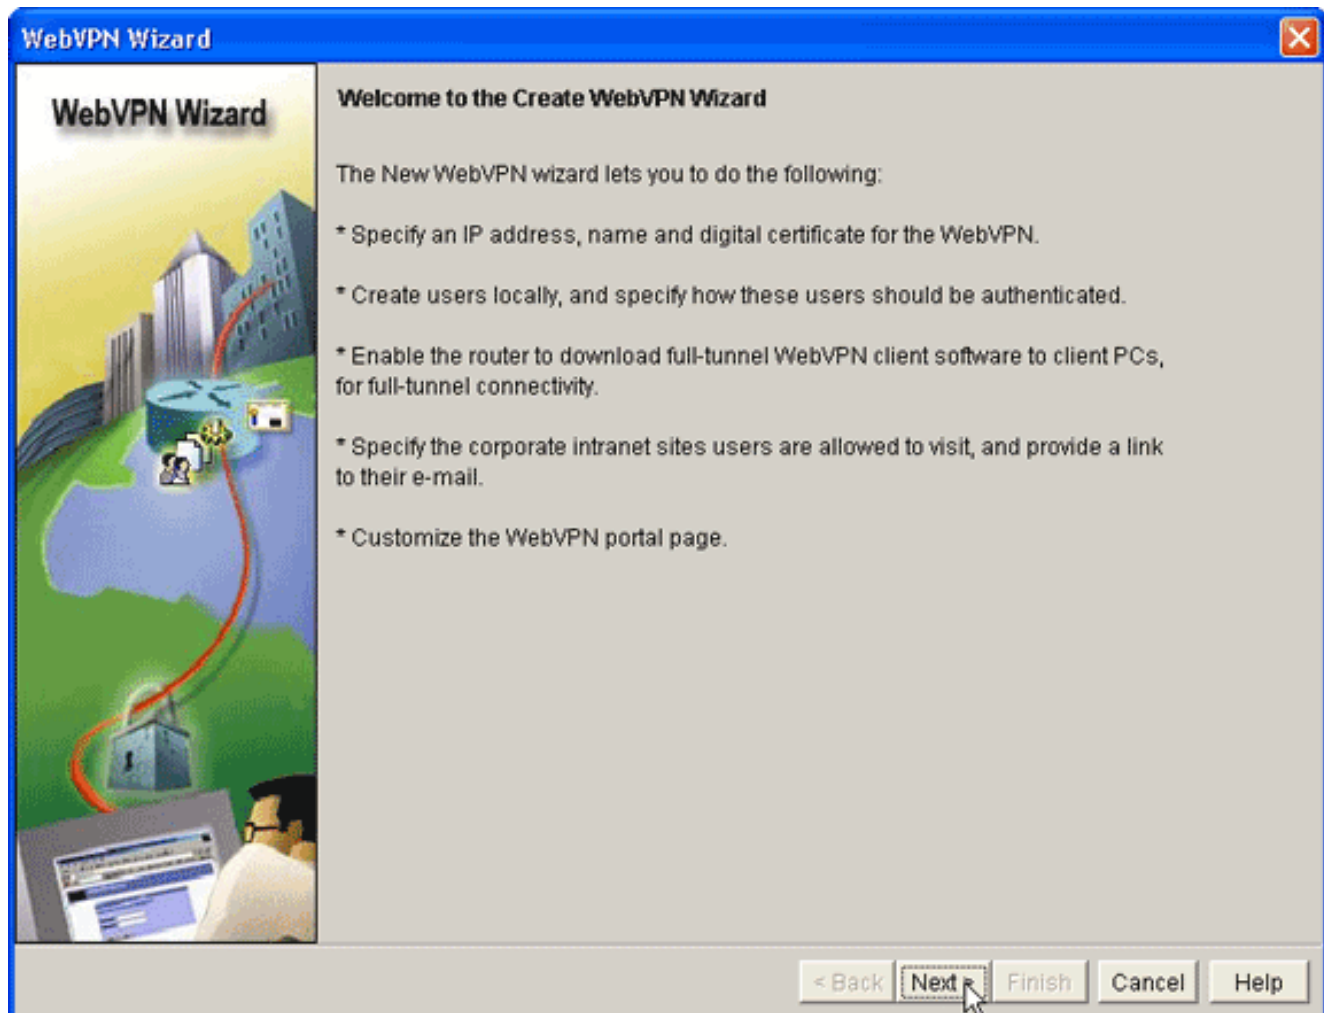 WebVPN Wizard
WebVPN Wizard
Welcome to the Create WebVPN Wizard
The New WebVPN wizard lets you to do the following:
* Specify an IP address, name and digital certificate for the WebVPN.
* Create users locally, and specify how these users should be authenticated.
* Enable the router to download full-tunnel WebVPN client software to client PCs,
for full-tunnel connectivity.
* Specify the corporate intranet sites users are allowed to visit, and provide a link
to their e-mail.
* Customize the WebVPN portal page.
< Back
Next >
Finish
Cancel
Help